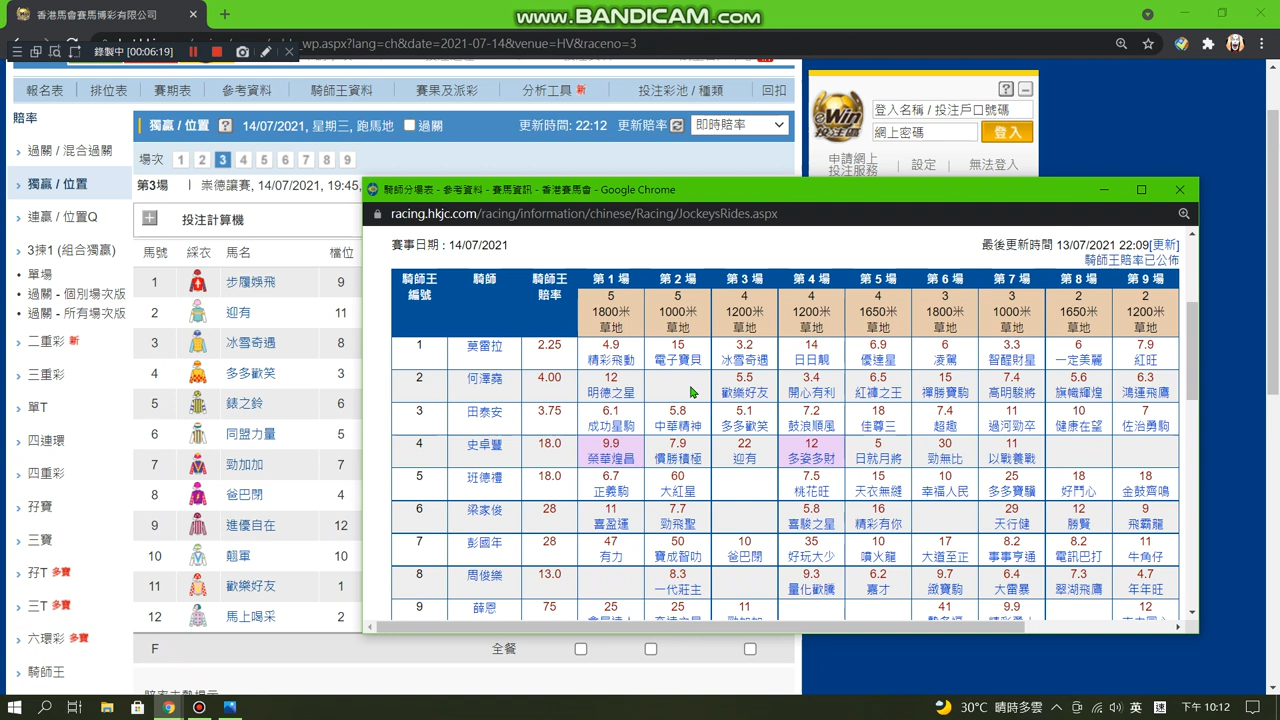 香港馬會賽馬博彩有限公司
www.BANDICAM.com
錄製中 [00:06:19]
_wp.aspx?lang=ch&date=2021-07-14&venue=HV&raceno=3
報名表 排位表 賽期表 參考資料 騎師王資料 賽果及派彩 分析工具 新 投注彩池 / 種類 回扣
賠率
過關 / 混合過關
獨贏 / 位置
連贏 / 位置Q
3揀1 (組合獨贏)
單場
過關 - 個別場次版
過關 - 所有場次版
二重彩 新
三重彩
單T
四連環
四重彩
孖寶
三寶
孖T 多寶
三T 多寶
六環彩 多寶
騎師王
獨贏 / 位置 14/07/2021, 星期三, 跑馬地 過關 更新時間: 22:12 更新賠率 即時賠率
場次 1 2 3 4 5 6 7 8 9
第3場 崇德讓賽, 14/07/2021, 19:45,
投注計算機
馬號 綵衣 馬名 檔位
1 步履娛飛 9
2 迎有 11
3 冰雪奇遇 8
4 多多歡笑 3
5 錶之鈴 6
6 同盟力量 5
7 勁加加 7
8 爸巴閉 4
9 進優自在 12
10 翹軍 10
11 歡樂好友 1
12 馬上喝采 2
F 全餐
eWin 投注區
登入名稱 / 投注戶口號碼
網上密碼 登入
申請網上
投注服務 設定 無法登入
騎師分場表 - 參考資料 - 賽馬資訊 - 香港賽馬會 - Google Chrome
racing.hkjc.com/racing/information/chinese/Racing/JockeysRides.aspx
賽事日期 : 14/07/2021
最後更新時間 13/07/2021 22:09[更新]
騎師王賠率已公佈
騎師王編號 騎師 騎師王賠率 第 1 場 第 2 場 第 3 場 第 4 場 第 5 場 第 6 場 第 7 場 第 8 場 第 9 場
5 5 4 4 4 3 3 2 2
1800米 1000米 1200米 1200米 1650米 1800米 1000米 1650米 1200米
草地 草地 草地 草地 草地 草地 草地 草地 草地
1 莫雷拉 2.25 4.9 15 3.2 14 6.9 6 3.3 15 7.9
精彩飛動 電子寶貝 冰雪奇遇 日日靚 優達星 凌駕 智醒財星 一定美麗 紅旺
2 何澤堯 4.00 12 5.5 3.4 6.5 15 7.4 5.6 6.3
明德之星 歡樂好友 開心有利 紅褲之王 禪勝寶駒 高明駿將 旗幟輝煌 鴻運飛鷹
3 田泰安 3.75 6.1 5.8 5.1 7.2 18 7.4 11 10 7
成功星駒 中華精神 多多歡笑 鼓浪順風 佳尊三 超趣 過河勁卒 健康在望 佐治勇駒
4 史卓豐 18.0 9.9 7.9 22 12 5 30 11
榮華煌昌 慣勝積極 迎有 多姿多財 日就月將 勁無比 以戰養戰
5 班德禮 18.0 6.7 60 7.5 15 10 25 18 18
正義駒 大紅星 桃花旺 天衣無縫 幸福人民 多多寶驥 好鬥心 金鼓齊鳴
6 梁家俊 28 11 7.7 5.8 16 29 12 9
喜盈運 勁飛聖 喜駿之星 精彩有你 天行健 勝賢 飛霸龍
7 彭國年 28 47 50 10 35 10 17 8.2 8.2 11
有力 寶成智叻 爸巴閉 好玩大少 噴火龍 大道至正 事事亨通 電訊巴打 牛角仔
8 周俊樂 13.0 8.3 9.3 6.2 9.7 6.4 7.3 4.7
一代莊主 量化歡騰 嘉才 緻寶駒 大雷暴 翠湖飛鷹 年年旺
9 薛恩 75 25 25 11 41 9.9 12
30°C 晴時多雲 英 速 下午 10:12